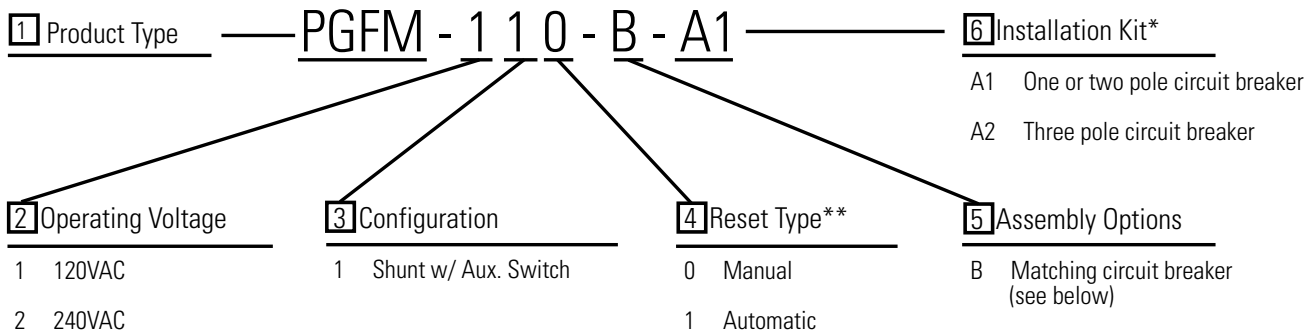 1 Product Type
PGFM - 1 1 0 - B - A1
6 Installation Kit*
A1 One or two pole circuit breaker
A2 Three pole circuit breaker
2 Operating Voltage
1 120VAC
2 240VAC
3 Configuration
1 Shunt w/ Aux. Switch
4 Reset Type**
0 Manual
1 Automatic
5 Assembly Options
B Matching circuit breaker
(see below)